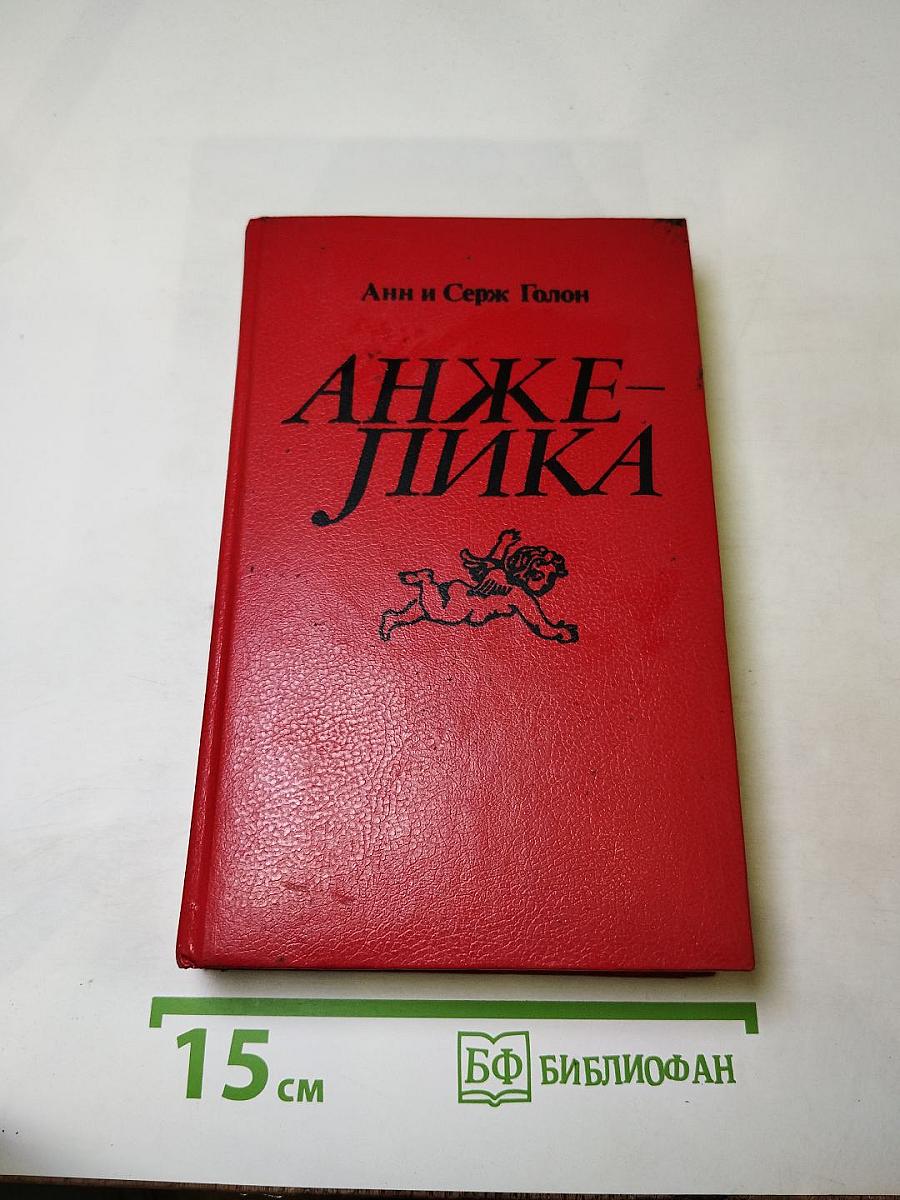 Анн и Серж Голон
АНЖЕ-
ЛИКА
15 см
БФ БИБЛИОФАН